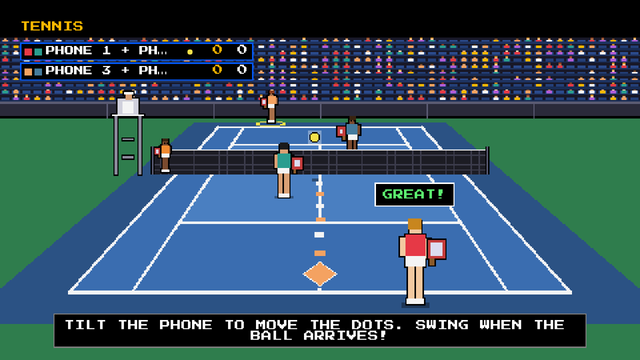 TENNIS
PHONE 1 + PH… 0 0
PHONE 3 + PH… 0 0
GREAT!
TILT THE PHONE TO MOVE THE DOTS. SWING WHEN THE
BALL ARRIVES!